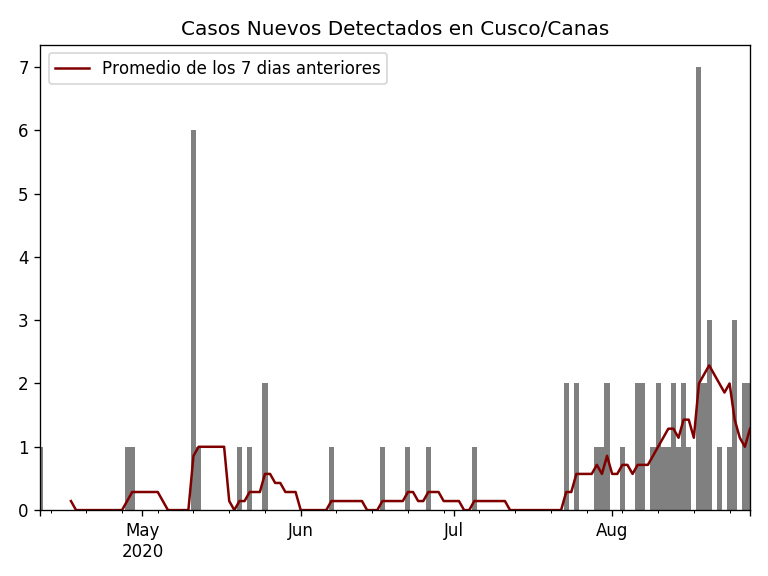 Casos Nuevos Detectados en Cusco/Canas
Promedio de los 7 dias anteriores
7
6
5
4
3
2
1
0
May
2020
Jun
Jul
Aug